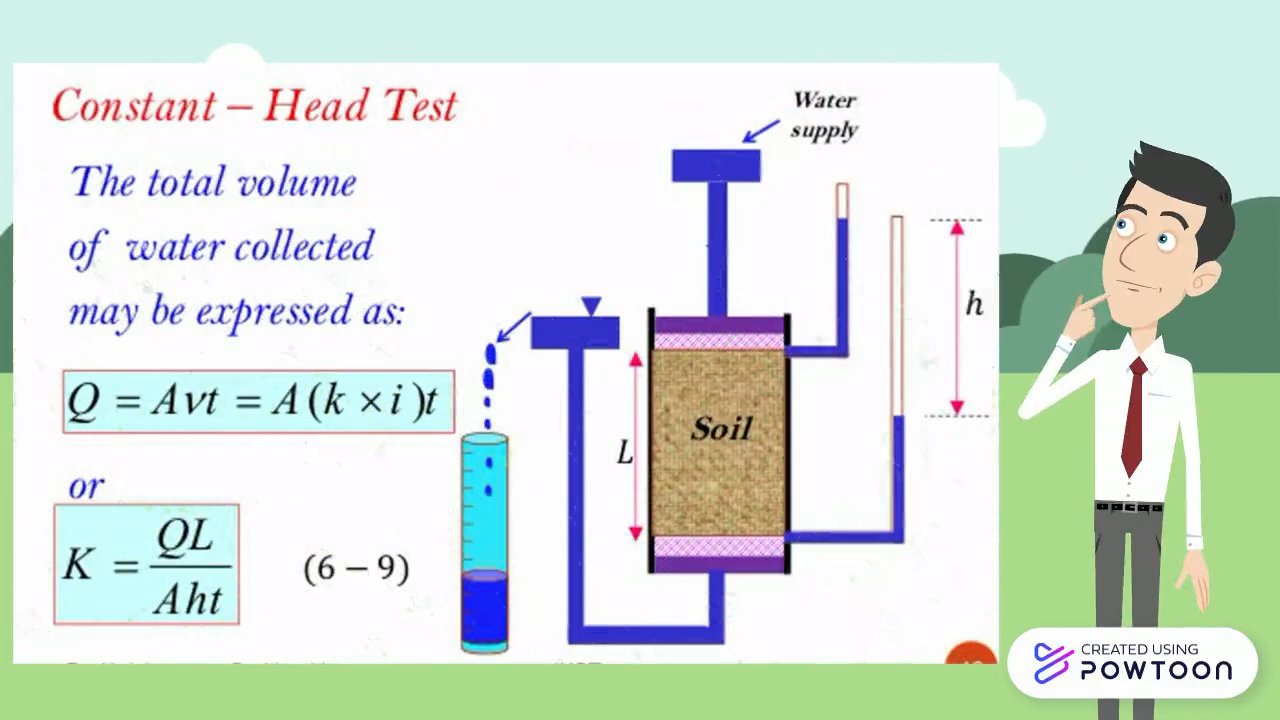 Constant – Head Test
The total volume
of water collected
may be expressed as:
Q = Avt = A (k × i )t
or
K = QL / Aht
(6 – 9)
Water
supply
h
L
Soil
CREATED USING
POWTOON